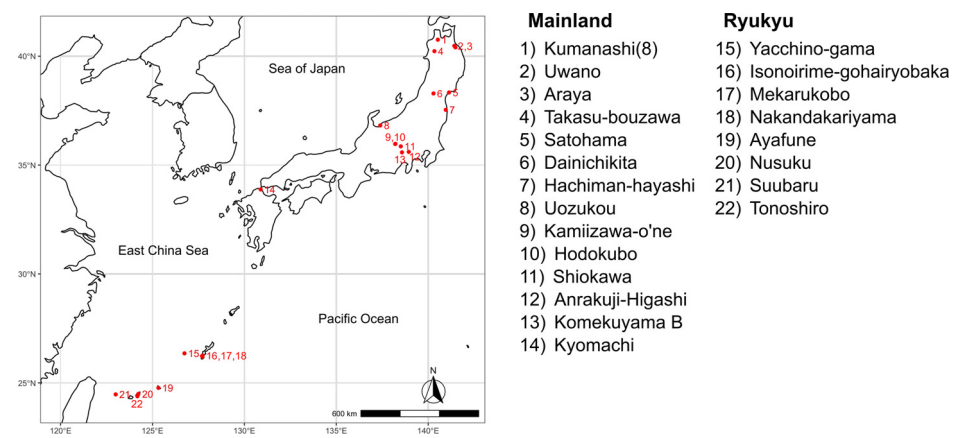 40°N
35°N
30°N
25°N
120°E
125°E
130°E
135°E
140°E
Sea of Japan
East China Sea
Pacific Ocean
1
2,3
4
5
6
7
8
9,10
11
12
13
14
15
16,17,18
19
20
21
22
N
600 km
Mainland
1) Kumanashi(8)
2) Uwano
3) Araya
4) Takasu-bouzawa
5) Satohama
6) Dainichikita
7) Hachiman-hayashi
8) Uozukou
9) Kamiizawa-o'ne
10) Hodokubo
11) Shiokawa
12) Anrakuji-Higashi
13) Komekuyama B
14) Kyomachi
Ryukyu
15) Yacchino-gama
16) Isonoirime-gohairyobaka
17) Mekarukobo
18) Nakandakariyama
19) Ayafune
20) Nusuku
21) Suubaru
22) Tonoshiro